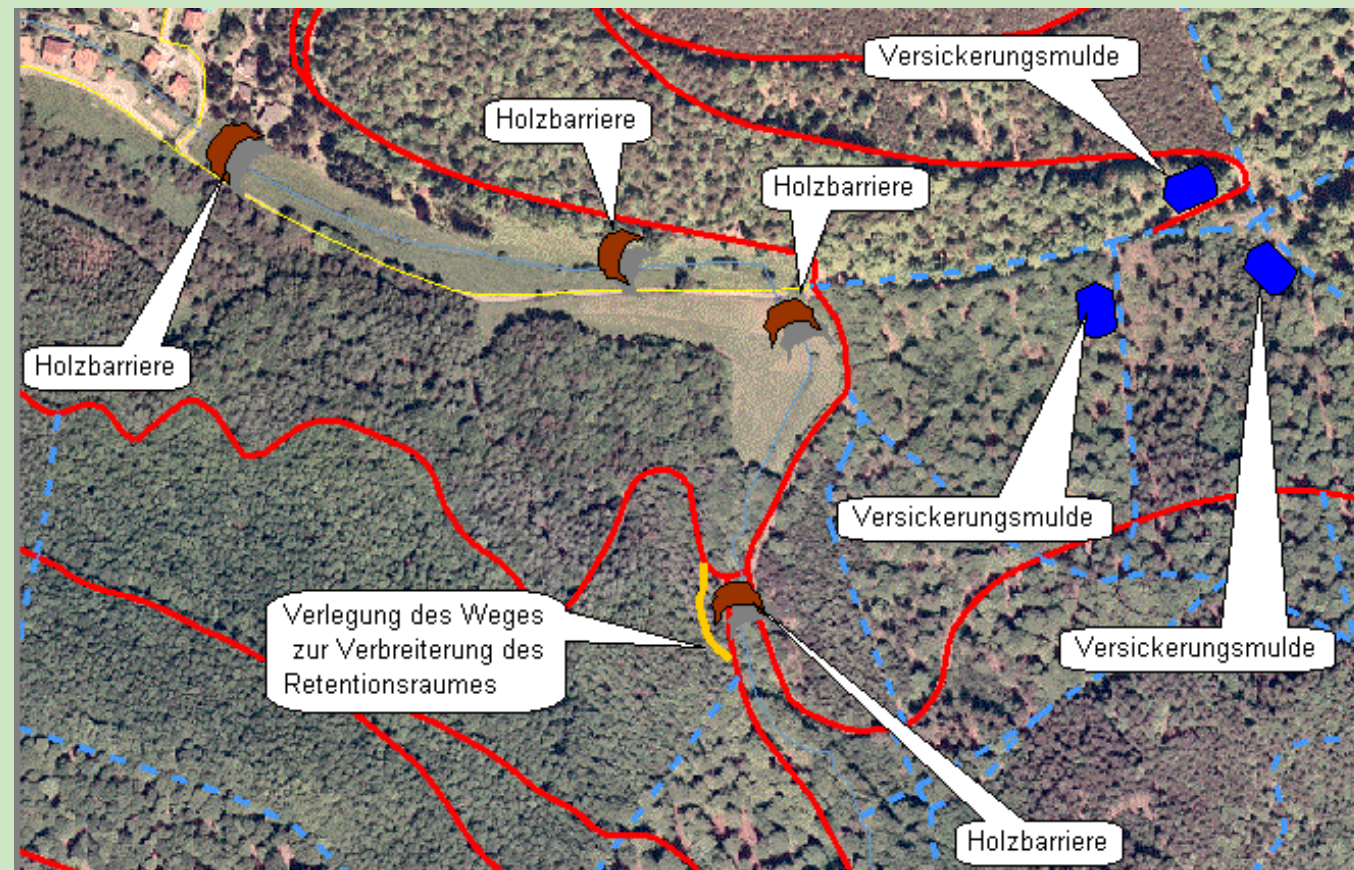 Versickerungsmulde
Holzbarriere
Holzbarriere
Holzbarriere
Versickerungsmulde
Verlegung des Weges
zur Verbreiterung des
Retentionsraumes
Versickerungsmulde
Holzbarriere